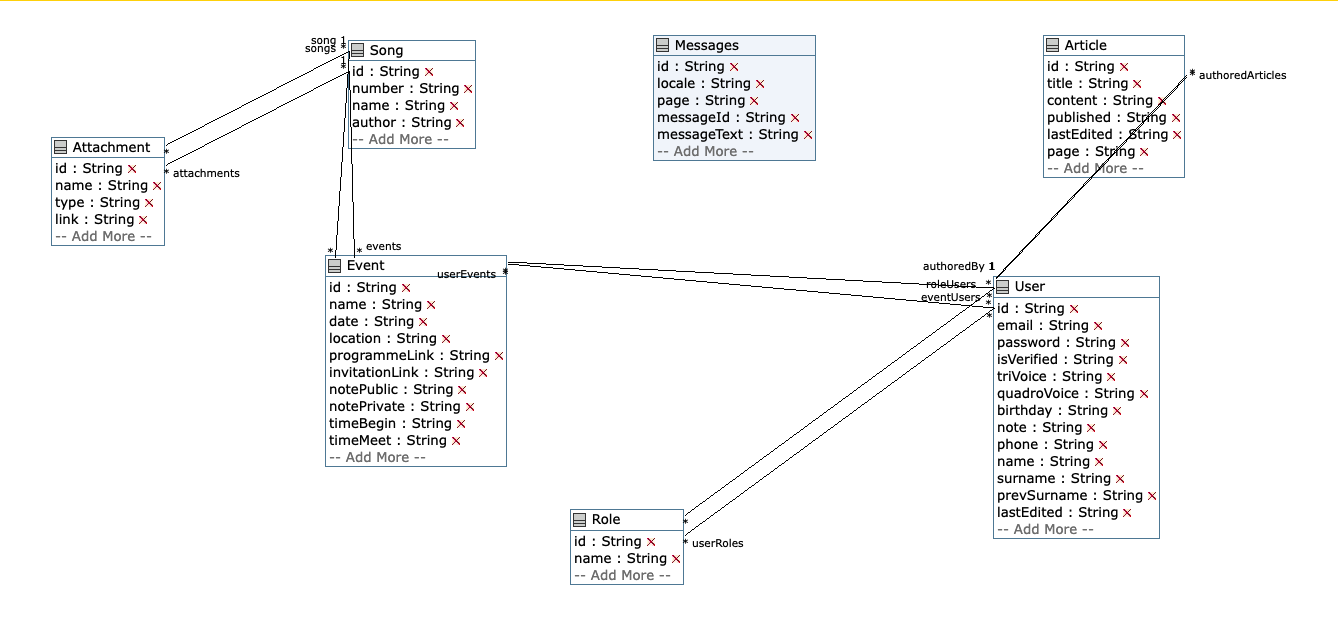 song 1
songs *
1
*
Song
id : String
number : String
name : String
author : String
-- Add More --
Messages
id : String
locale : String
page : String
messageId : String
messageText : String
-- Add More --
Article
id : String
title : String
content : String
published : String
lastEdited : String
page : String
-- Add More --
* authoredArticles
Attachment
id : String
name : String
type : String
link : String
-- Add More --
*
* attachments
*
* events
Event
id : String
name : String
date : String
location : String
programmeLink : String
invitationLink : String
notePublic : String
notePrivate : String
timeBegin : String
timeMeet : String
-- Add More --
userEvents *
authoredBy 1
roleUsers *
*
eventUsers *
*
User
id : String
email : String
password : String
isVerified : String
triVoice : String
quadroVoice : String
birthday : String
note : String
phone : String
name : String
surname : String
prevSurname : String
lastEdited : String
-- Add More --
Role
id : String
name : String
-- Add More --
*
* userRoles